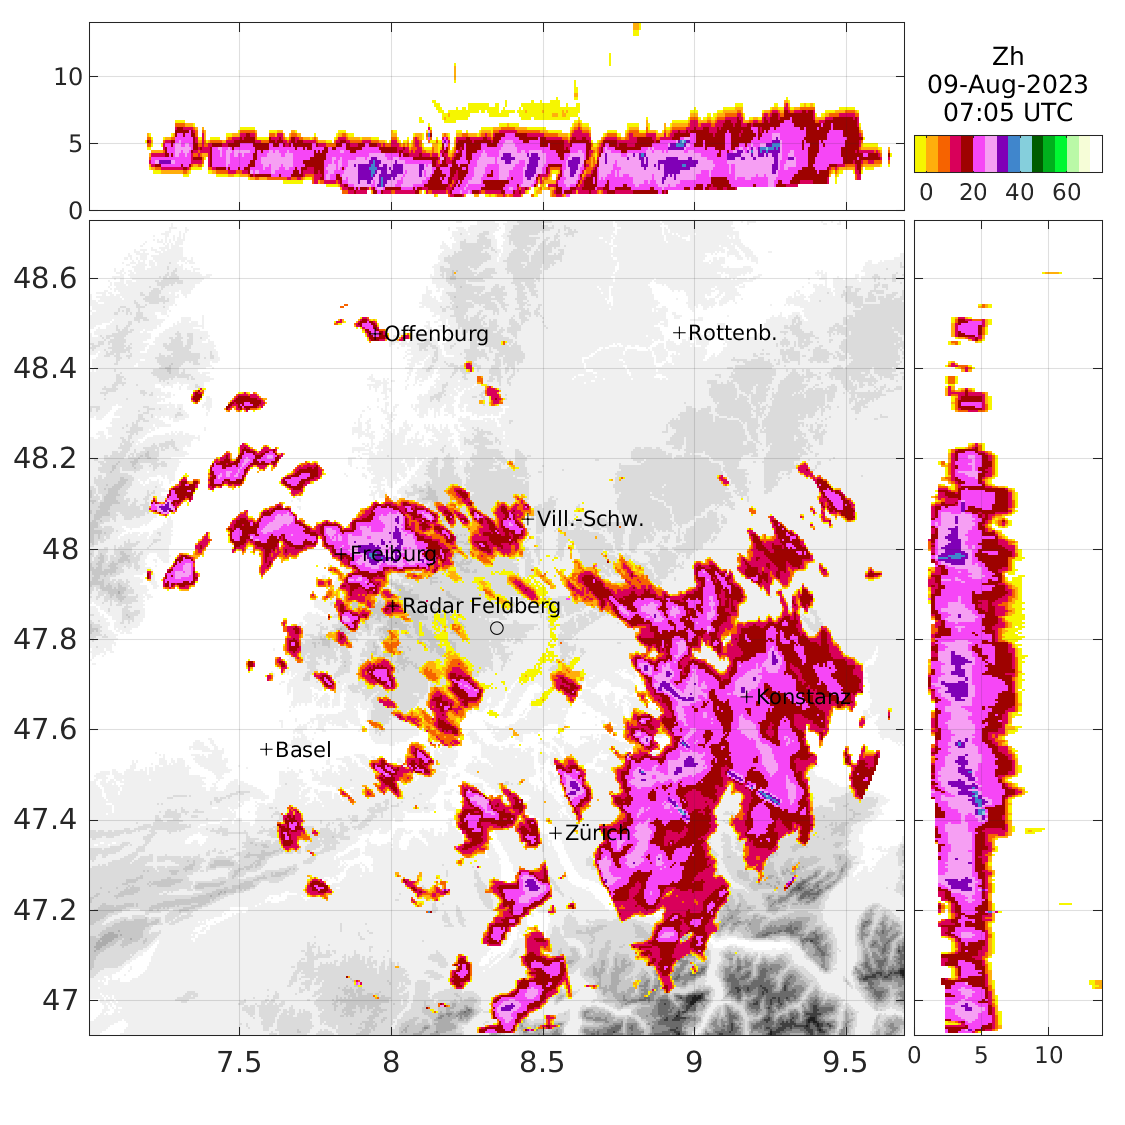 10
5
0
Zh
09-Aug-2023
07:05 UTC
0 20 40 60
48.6
48.4
48.2
48
47.8
47.6
47.4
47.2
47
Offenburg
Rottenb.
Vill.-Schw.
Freiburg
Radar Feldberg
Konstanz
Basel
Zürich
7.5 8 8.5 9 9.5
0 5 10